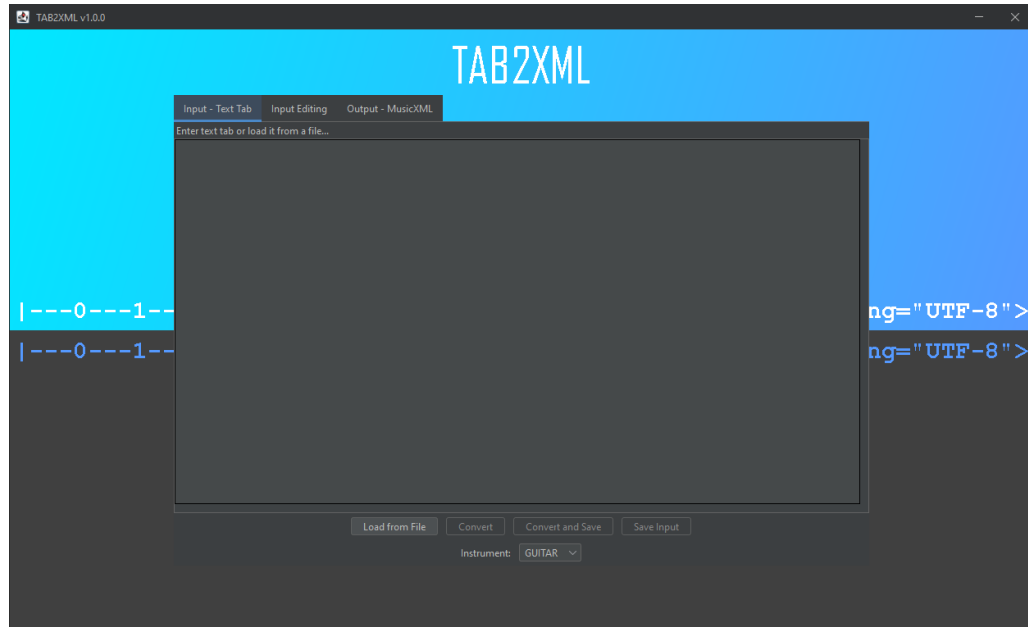 TAB2XML v1.0.0
TAB2XML
Input - Text Tab Input Editing Output - MusicXML
Enter text tab or load it from a file...
|---0---1-- ng="UTF-8">
|---0---1-- ng="UTF-8">
Load from File Convert Convert and Save Save Input
Instrument: GUITAR